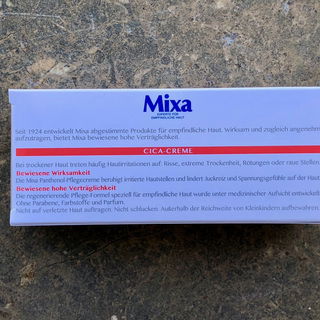 Mixa
EXPERTE FÜR
EMPFINDLICHE HAUT
Seit 1924 entwickelt Mixa abgestimmte Produkte für empfindliche Haut. Wirksam und zugleich angenehm
aufzutragen, bietet Mixa bewiesene hohe Verträglichkeit.
CICA-CREME
Bei trockener Haut treten häufig Hautirritationen auf: Risse, extreme Trockenheit, Rötungen oder raue Stellen.
Bewiesene Wirksamkeit
Die Mixa Panthenol-Pflegecreme beruhigt irritierte Hautstellen und lindert Juckreiz und Spannungsgefühle auf der Haut
Bewiesene hohe Verträglichkeit
Die regenerierende Pflege-Formel speziell für empfindliche Haut wurde unter medizinischer Aufsicht entwickelt.
Ohne Parabene, Farbstoffe und Parfum.
Nicht auf verletzte Haut auftragen. Nicht schlucken. Außerhalb der Reichweite von Kleinkindern aufbewahren.